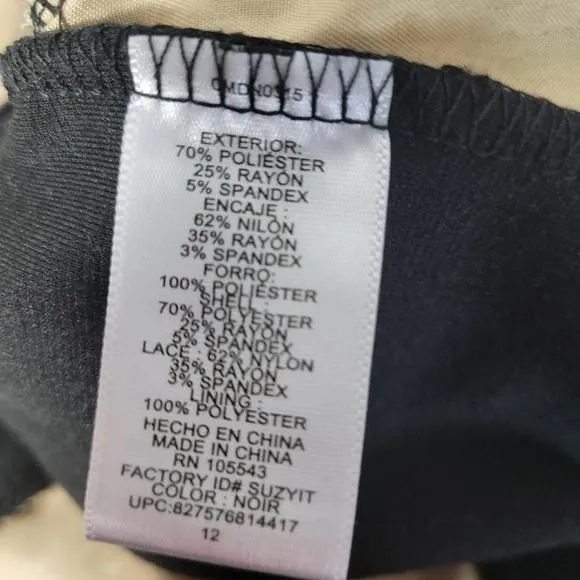 EXTERIOR:
70% POLIÉSTER
25% RAYÓN
5% SPANDEX
ENCAJE :
62% NILÓN
35% RAYÓN
3% SPANDEX
FORRO:
100% POLIÉSTER
SHELL :
70% POLYESTER
25% RAYON
5% SPANDEX
LACE : 62% NYLON
35% RAYON
3% SPANDEX
LINING :
100% POLYESTER
HECHO EN CHINA
MADE IN CHINA
RN 105543
FACTORY ID# SUZYIT
COLOR : NOIR
UPC:827576814417
12